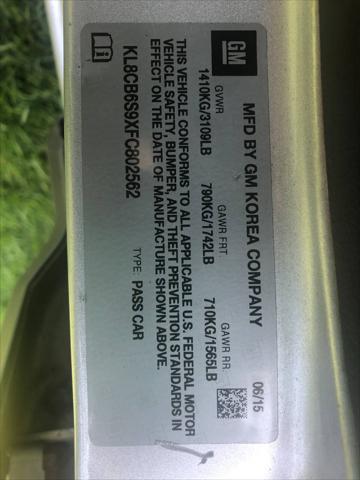 GM
MFD BY GM KOREA COMPANY
06/15
GVWR GAWR FRT GAWR RR
1410KG/3109LB 790KG/1742LB 710KG/1565LB
THIS VEHICLE CONFORMS TO ALL APPLICABLE U.S. FEDERAL MOTOR
VEHICLE SAFETY, BUMPER, AND THEFT PREVENTION STANDARDS IN
EFFECT ON THE DATE OF MANUFACTURE SHOWN ABOVE.
KL8CB6S9XFC802562 TYPE: PASS CAR